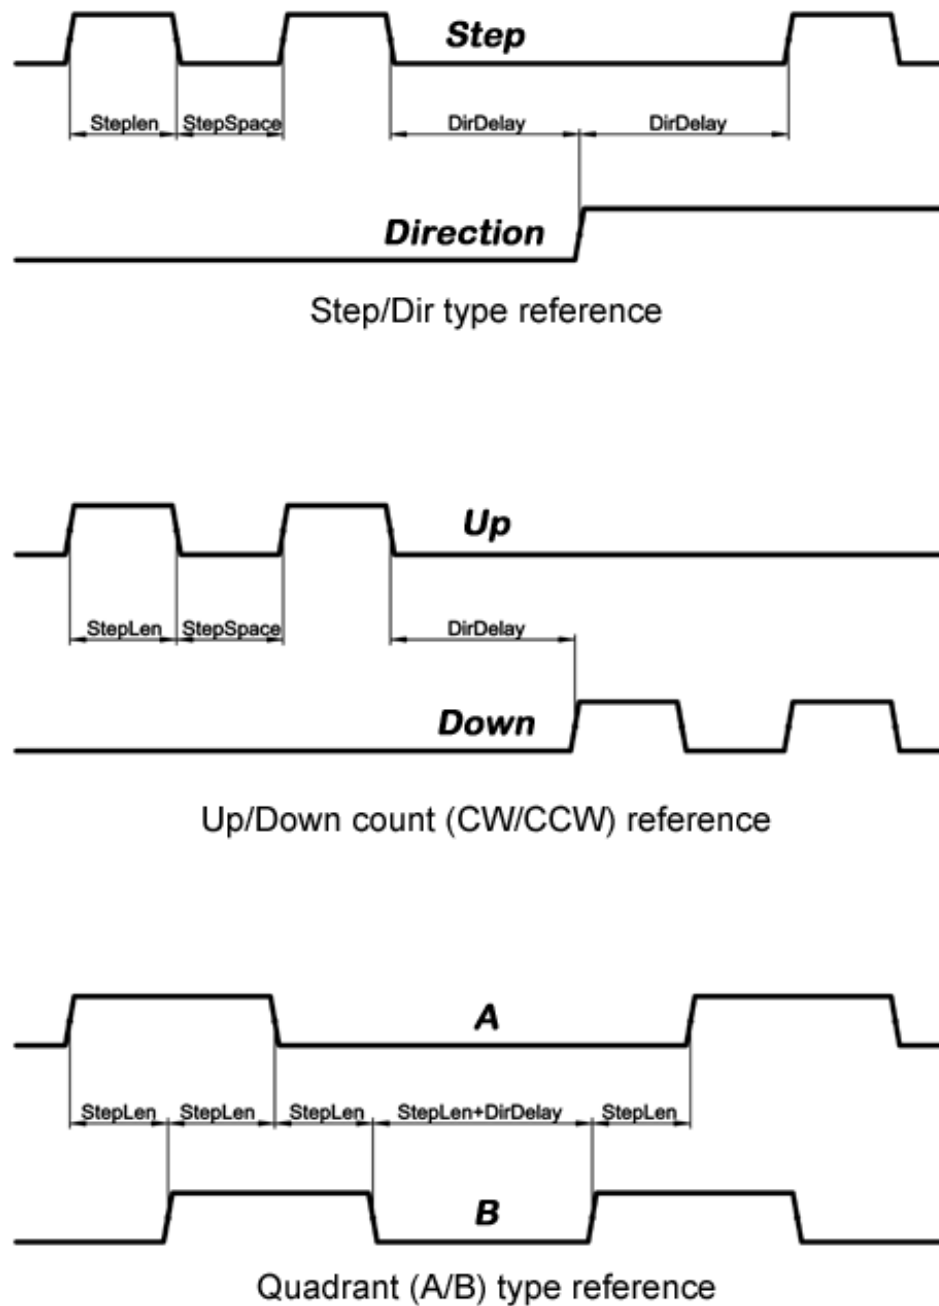 Step
Steplen StepSpace DirDelay DirDelay
Direction
Step/Dir type reference
Up
StepLen StepSpace DirDelay
Down
Up/Down count (CW/CCW) reference
A
StepLen StepLen StepLen StepLen+DirDelay StepLen
B
Quadrant (A/B) type reference